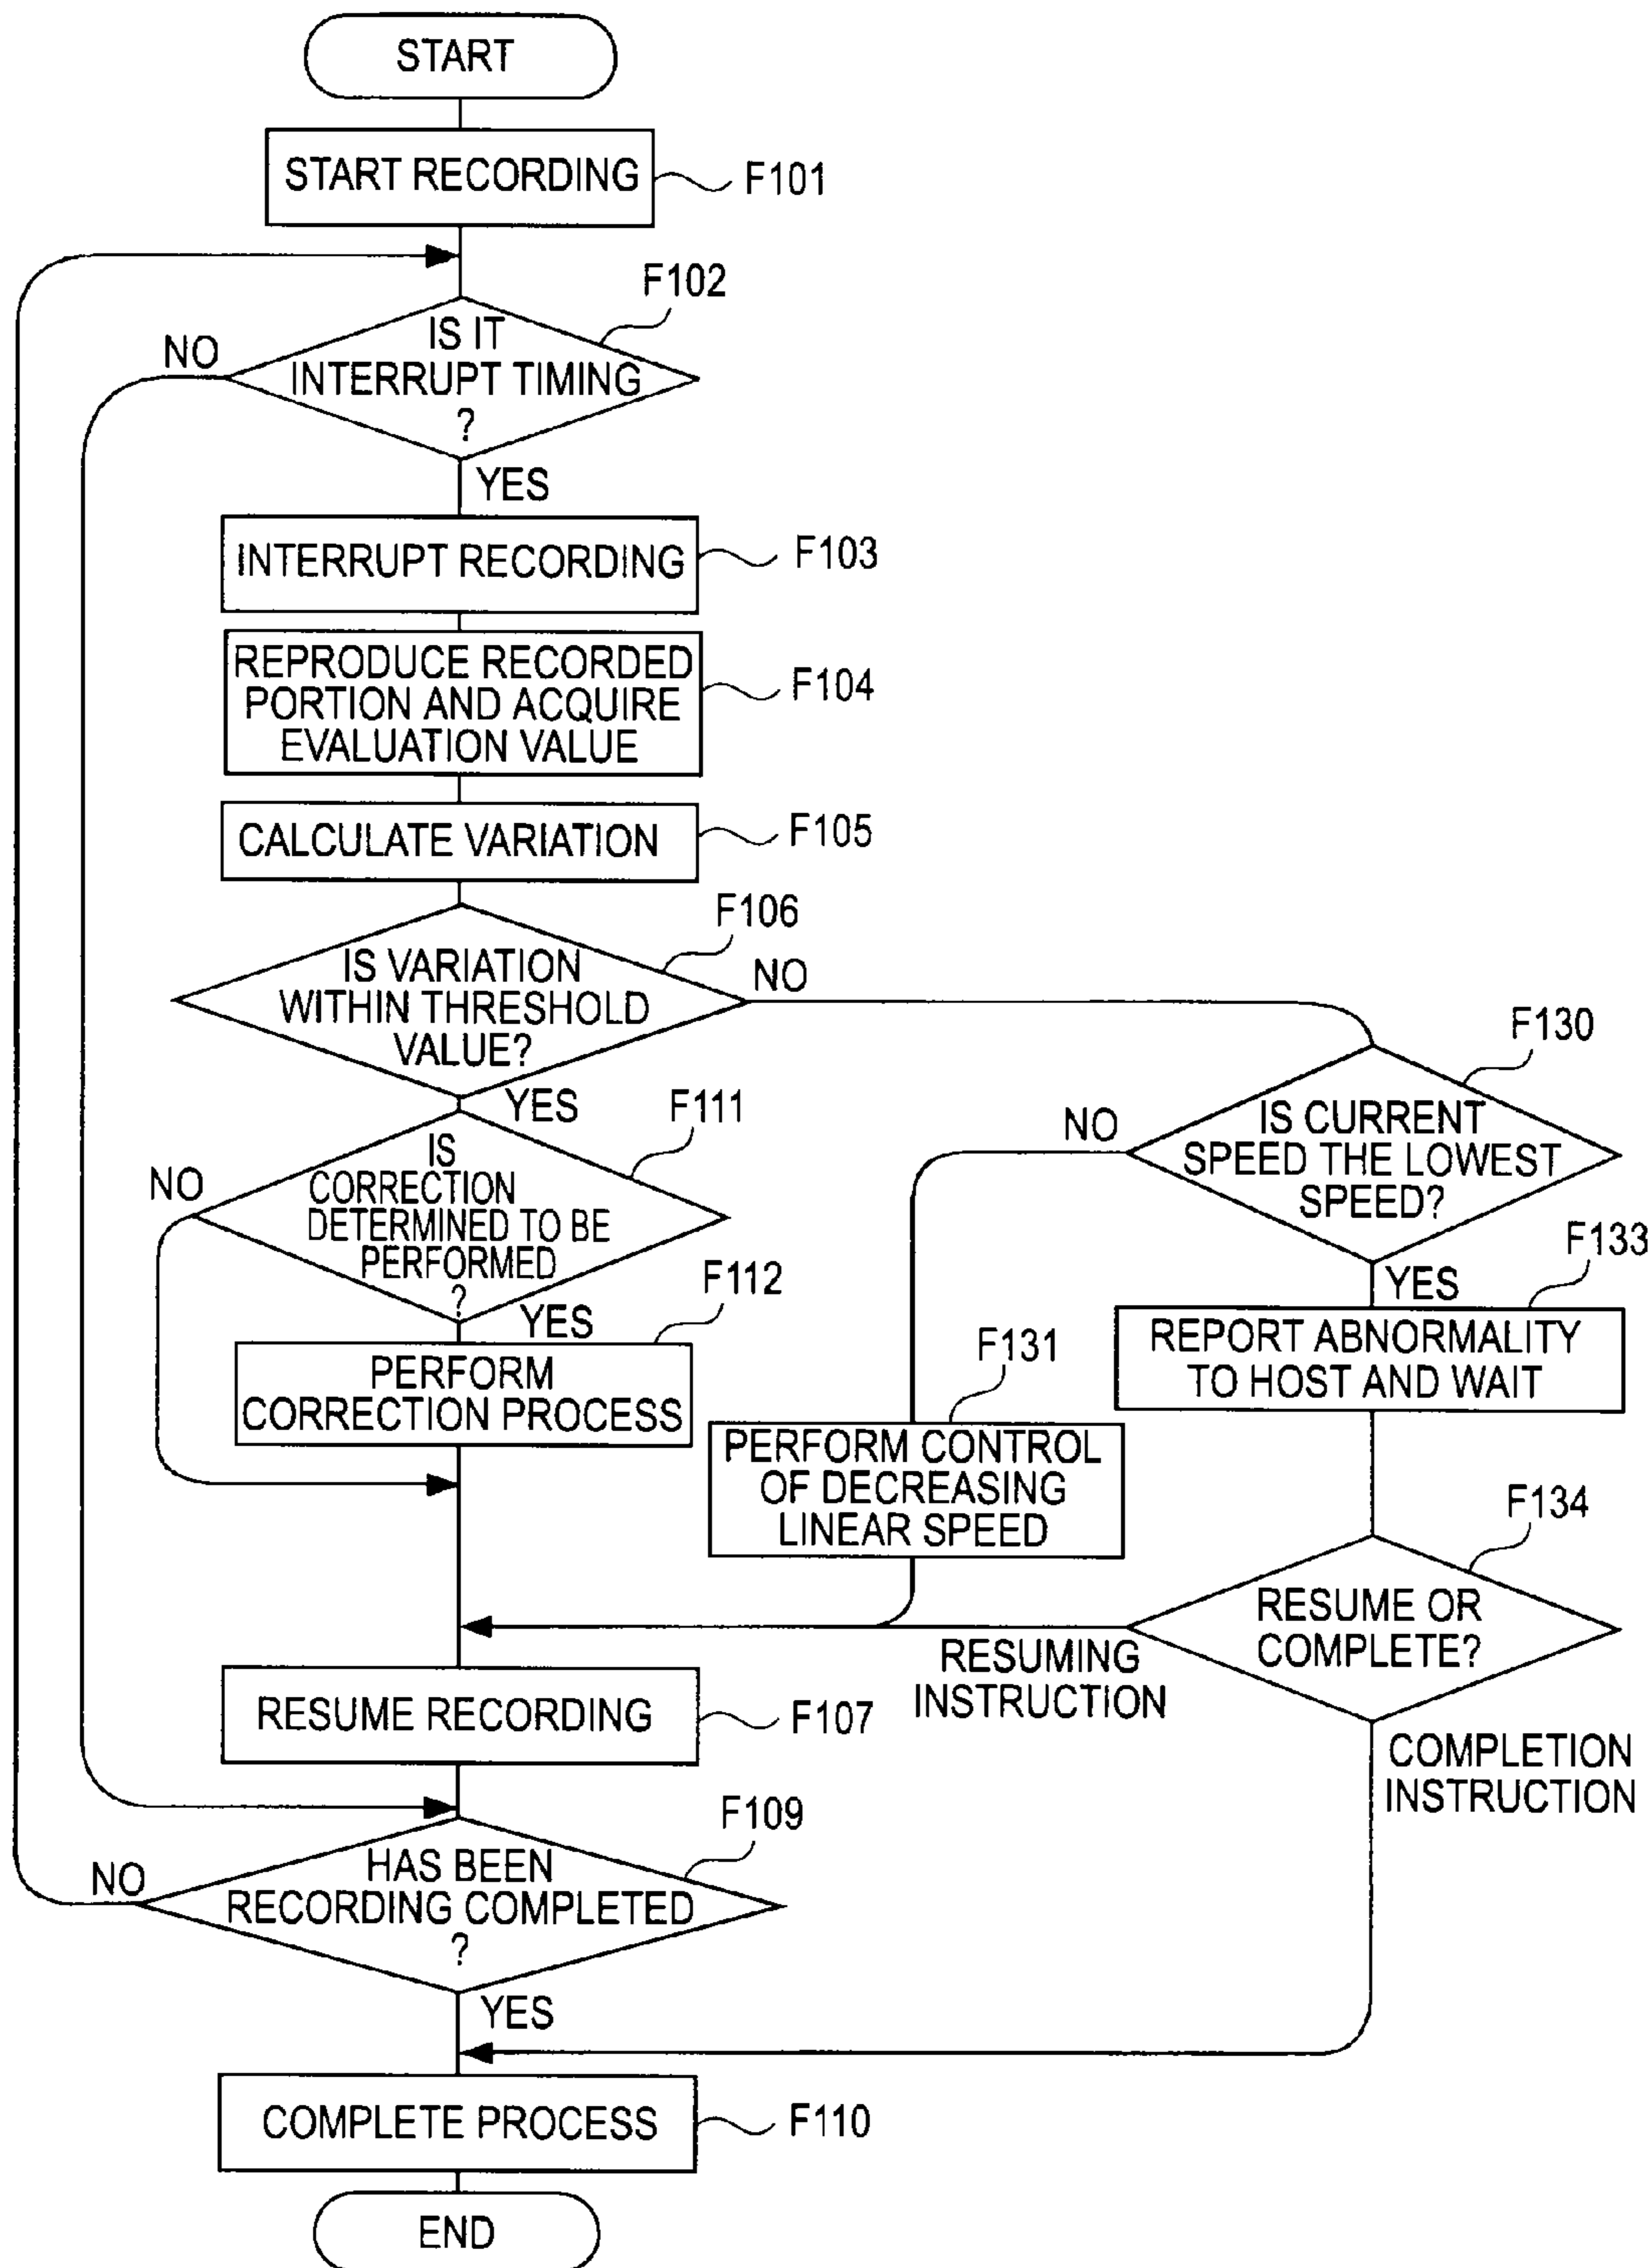 START
START RECORDING
F101
F102
IS IT
INTERRUPT TIMING
?
NO
YES
INTERRUPT RECORDING
F103
REPRODUCE RECORDED
PORTION AND ACQUIRE
EVALUATION VALUE
F104
CALCULATE VARIATION
F105
F106
IS VARIATION
WITHIN THRESHOLD
VALUE?
NO
YES
F130
IS CURRENT
SPEED THE LOWEST
SPEED?
NO
YES
F111
IS
CORRECTION
DETERMINED TO BE
PERFORMED
?
NO
YES
F112
PERFORM
CORRECTION PROCESS
F131
PERFORM CONTROL
OF DECREASING
LINEAR SPEED
F133
REPORT ABNORMALITY
TO HOST AND WAIT
F134
RESUME OR
COMPLETE?
RESUMING
INSTRUCTION
COMPLETION
INSTRUCTION
RESUME RECORDING
F107
F109
HAS BEEN
RECORDING COMPLETED
?
NO
YES
COMPLETE PROCESS
F110
END